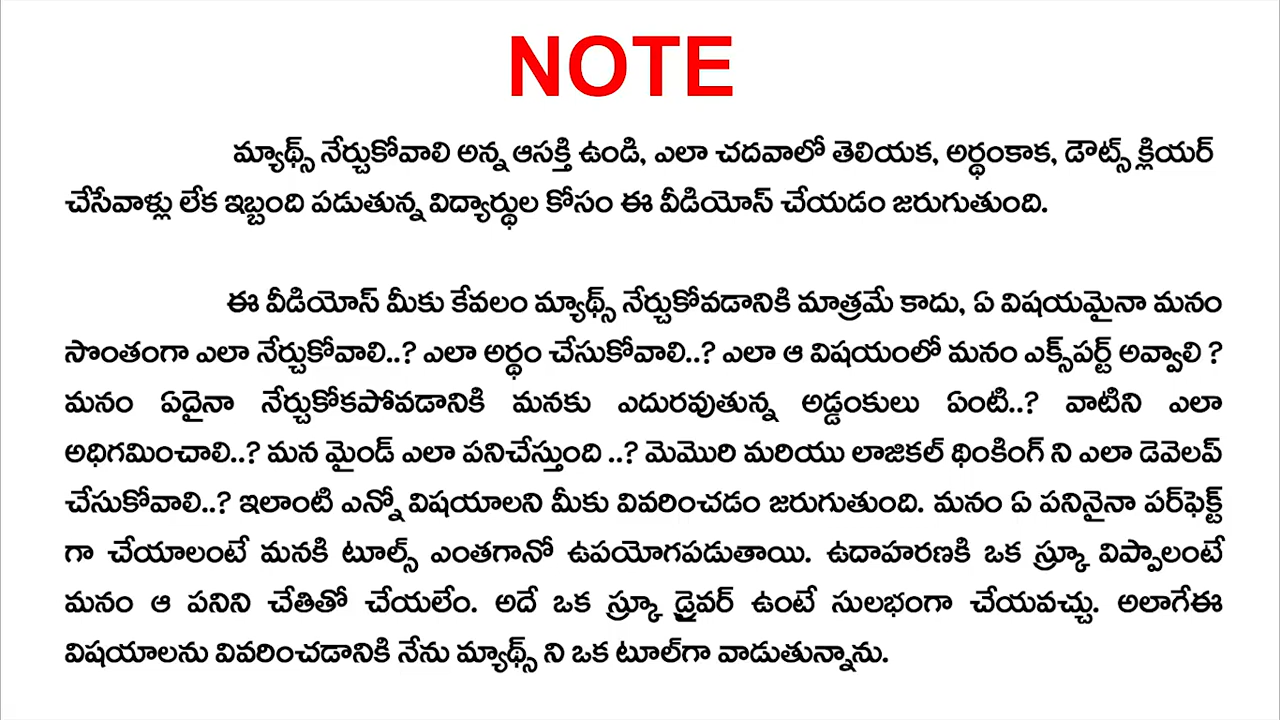 NOTE
మ్యాథ్స్ నేర్చుకోవాలి అన్న ఆసక్తి ఉండి, ఎలా చదవాలో తెలియక, అర్థంకాక, డౌట్స్ క్లియర్
చేసేవాళ్లు లేక ఇబ్బంది పడుతున్న విద్యార్థుల కోసం ఈ వీడియోస్ చేయడం జరుగుతుంది.
ఈ వీడియోస్ మీకు కేవలం మ్యాథ్స్ నేర్చుకోవడానికి మాత్రమే కాదు, ఏ విషయమైనా మనం
సొంతంగా ఎలా నేర్చుకోవాలి..? ఎలా అర్థం చేసుకోవాలి..? ఎలా ఆ విషయంలో మనం ఎక్స్‌పర్ట్ అవ్వాలి ?
మనం ఏదైనా నేర్చుకోకపోవడానికి మనకు ఎదురవుతున్న అడ్డంకులు ఏంటి..? వాటిని ఎలా
అధిగమించాలి..? మన మైండ్ ఎలా పనిచేస్తుంది ..? మెమొరి మరియు లాజికల్ థింకింగ్ ని ఎలా డెవెలప్
చేసుకోవాలి..? ఇలాంటి ఎన్నో విషయాలని మీకు వివరించడం జరుగుతుంది. మనం ఏ పనినైనా పర్‌ఫెక్ట్
గా చేయాలంటే మనకి టూల్స్ ఎంతగానో ఉపయోగపడుతాయి. ఉదాహరణకి ఒక స్క్రూ విప్పాలంటే
మనం ఆ పనిని చేతితో చేయలేం. అదే ఒక స్క్రూ డ్రైవర్ ఉంటే సులభంగా చేయవచ్చు. అలాగేఈ
విషయాలను వివరించడానికి నేను మ్యాథ్స్ ని ఒక టూల్‌గా వాడుతున్నాను.